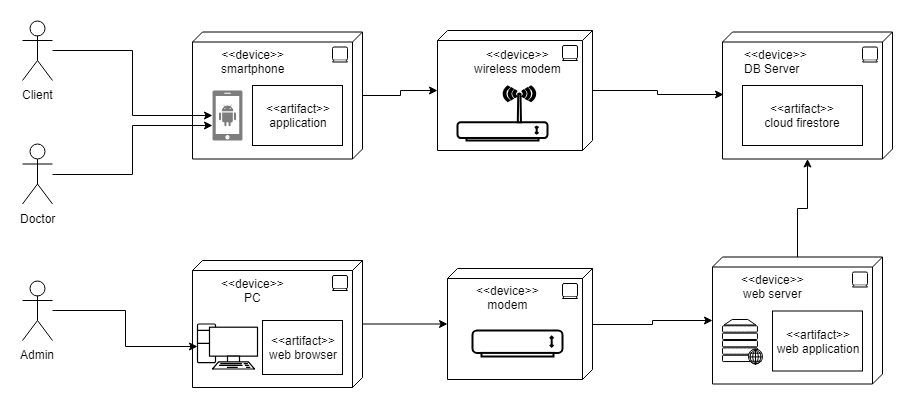 Client
<<device>>
smartphone
<<artifact>>
application
<<device>>
wireless modem
<<device>>
DB Server
<<artifact>>
cloud firestore
Doctor
Admin
<<device>>
PC
<<artifact>>
web browser
<<device>>
modem
<<device>>
web server
<<artifact>>
web application